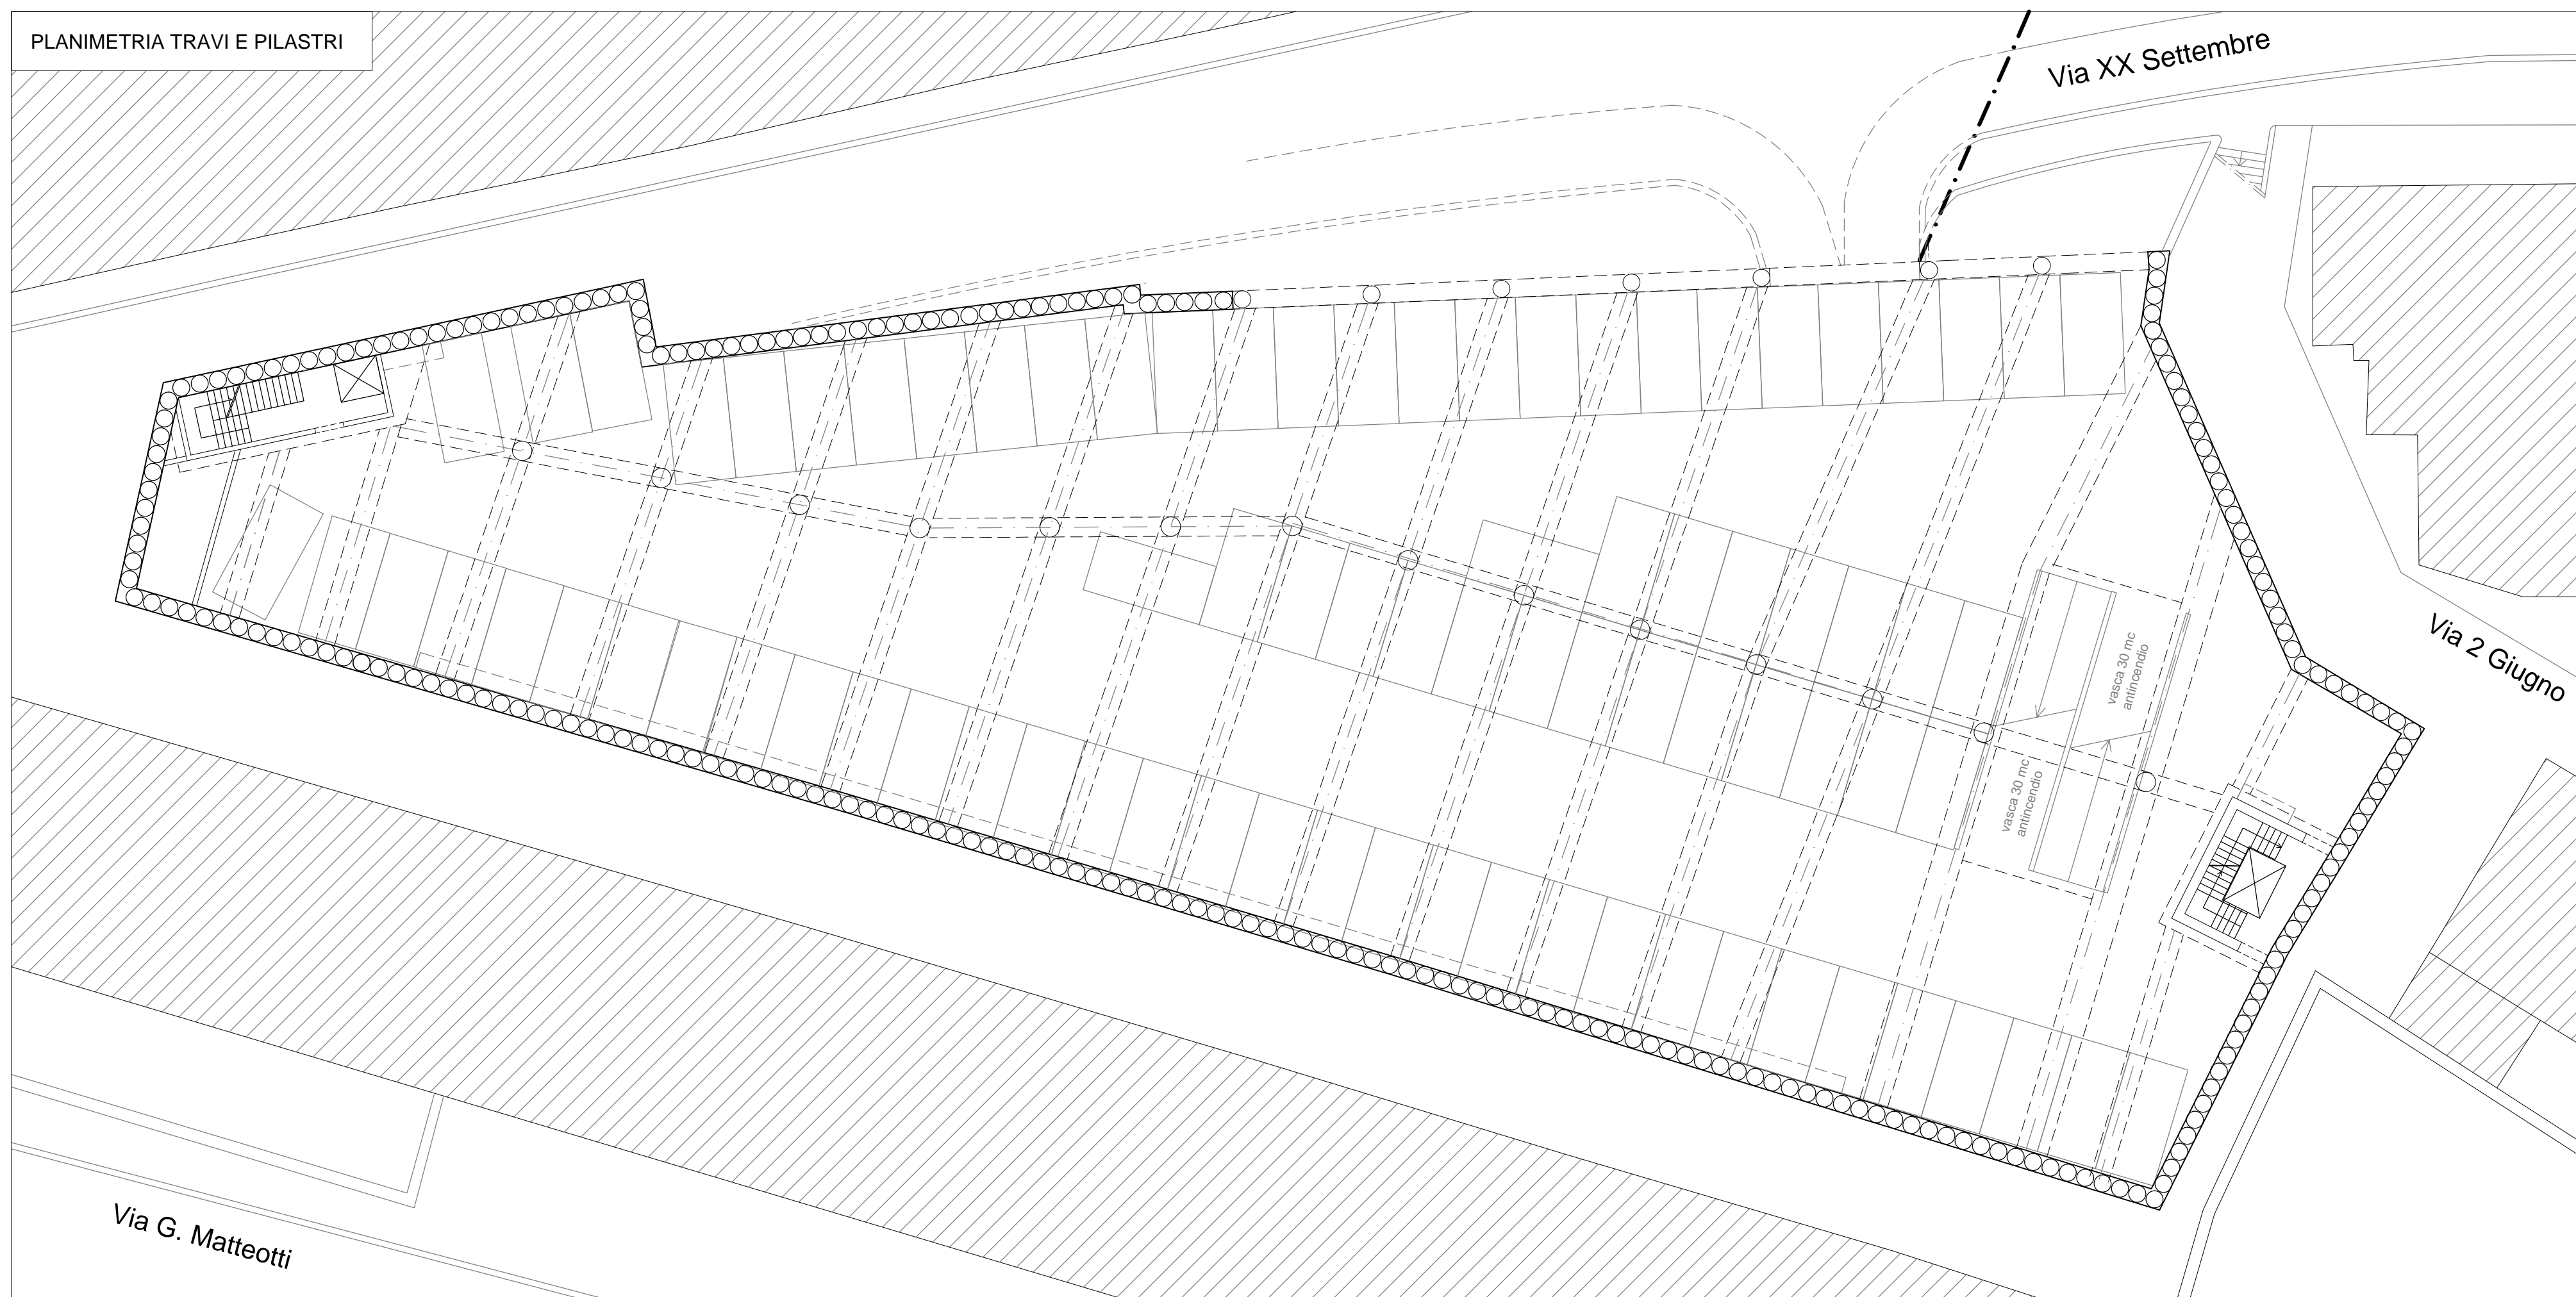 PLANIMETRIA TRAVI E PILASTRI
Via XX Settembre
Via 2 Giugno
vasca 30 mc
antincendio
vasca 30 mc
antincendio
Via G. Matteotti